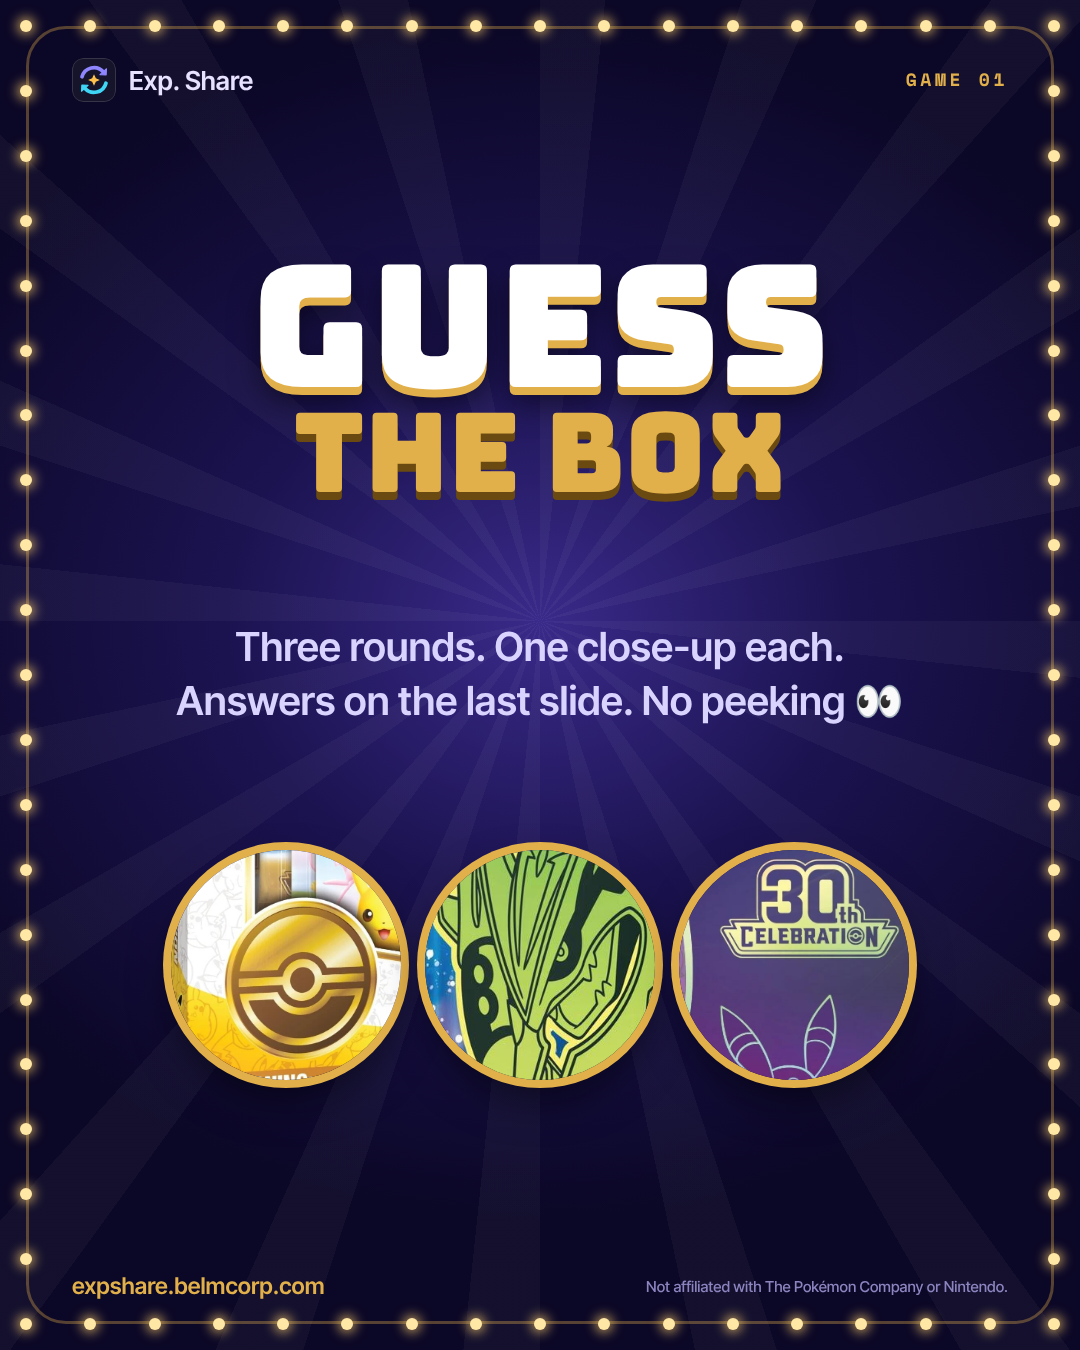 Exp. Share
GAME 01
GUESS
THE BOX
Three rounds. One close-up each.
Answers on the last slide. No peeking 👀
30th
CELEBRATION
expshare.belmcorp.com
Not affiliated with The Pokémon Company or Nintendo.